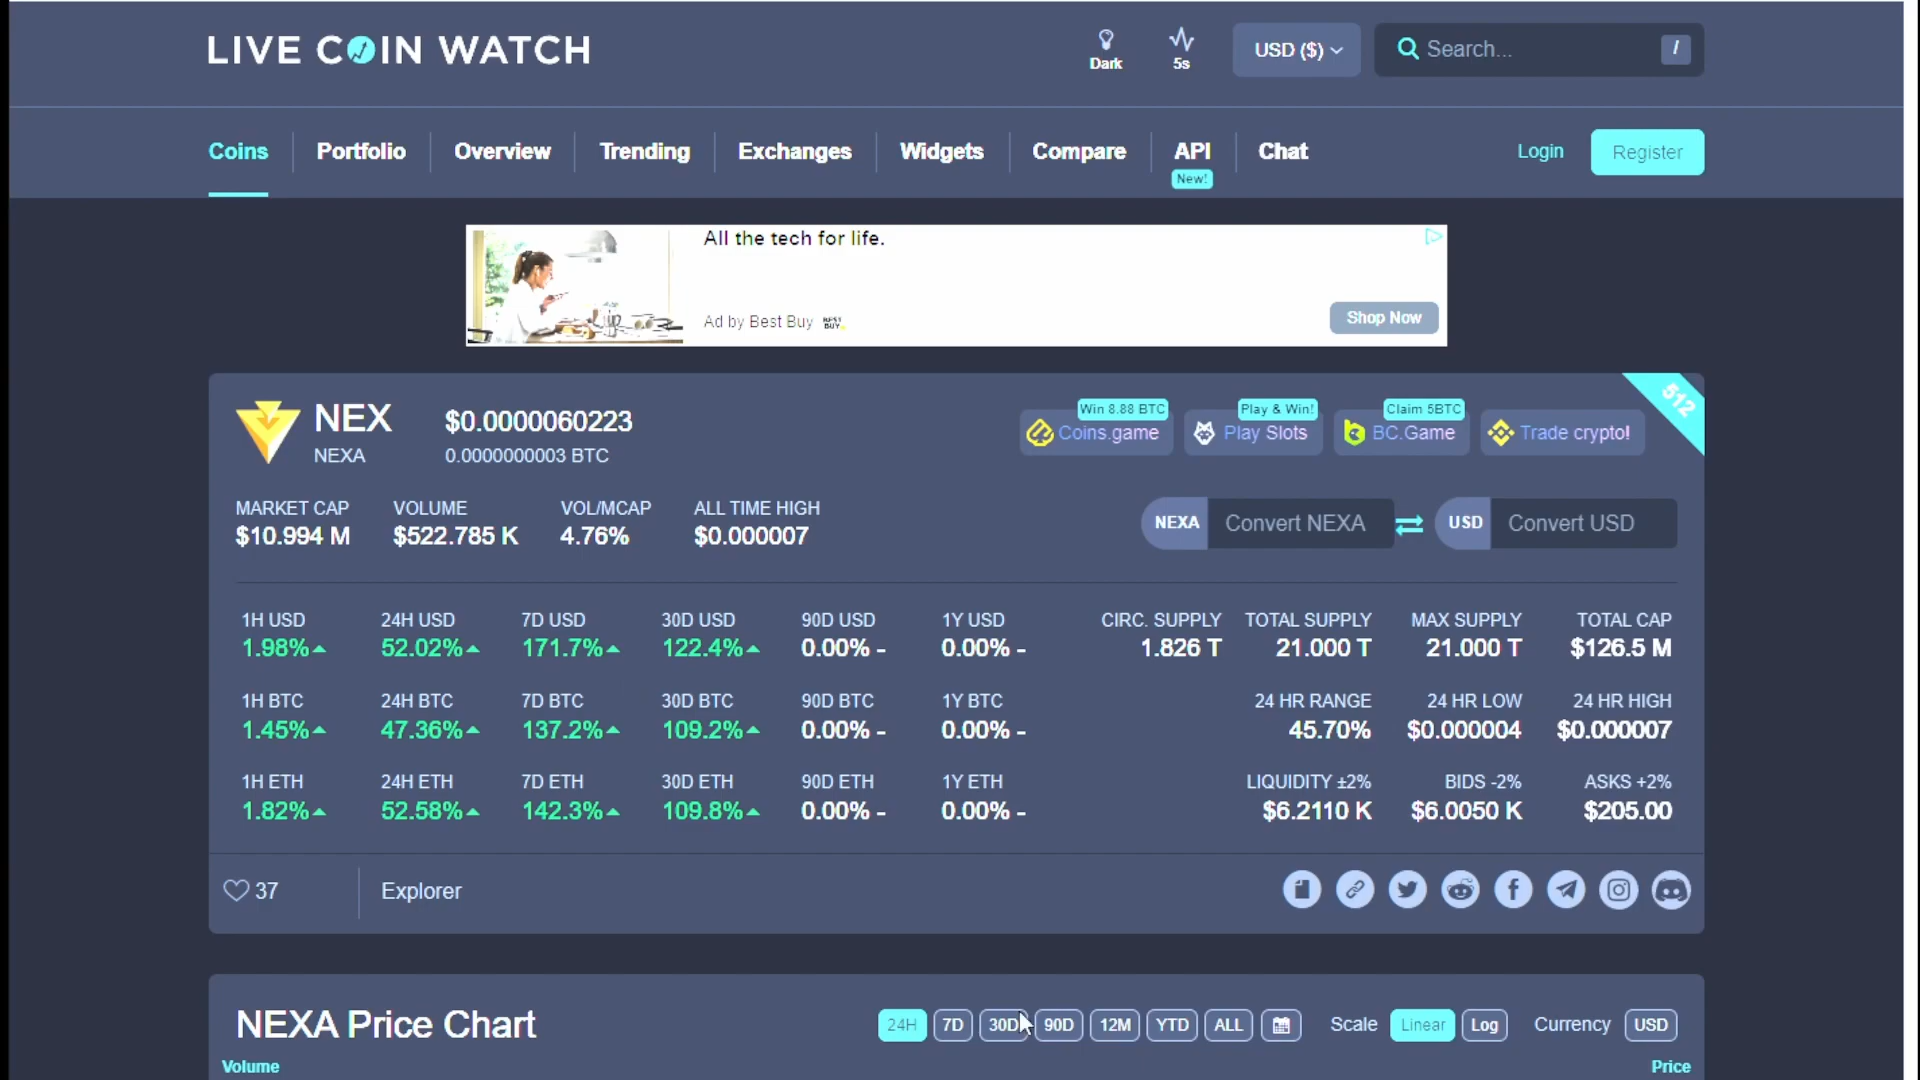 LIVE COIN WATCH
Dark
5s
USD ($)
Search...
/
Coins
Portfolio
Overview
Trending
Exchanges
Widgets
Compare
API
New!
Chat
Login
Register
All the tech for life.
Ad by Best Buy
BEST BUY
Shop Now
512
NEX
$0.0000060223
NEXA
0.0000000003 BTC
Win 8.88 BTC
Coins.game
Play & Win!
Play Slots
Claim 5BTC
BC.Game
Trade crypto!
MARKET CAP
VOLUME
VOL/MCAP
ALL TIME HIGH
$10.994 M
$522.785 K
4.76%
$0.000007
NEXA
Convert NEXA
USD
Convert USD
1H USD
24H USD
7D USD
30D USD
90D USD
1Y USD
CIRC. SUPPLY
TOTAL SUPPLY
MAX SUPPLY
TOTAL CAP
1.98%
52.02%
171.7%
122.4%
0.00% -
0.00% -
1.826 T
21.000 T
21.000 T
$126.5 M
1H BTC
24H BTC
7D BTC
30D BTC
90D BTC
1Y BTC
24 HR RANGE
24 HR LOW
24 HR HIGH
1.45%
47.36%
137.2%
109.2%
0.00% -
0.00% -
45.70%
$0.000004
$0.000007
1H ETH
24H ETH
7D ETH
30D ETH
90D ETH
1Y ETH
LIQUIDITY ±2%
BIDS -2%
ASKS +2%
1.82%
52.58%
142.3%
109.8%
0.00% -
0.00% -
$6.2110 K
$6.0050 K
$205.00
37
Explorer
NEXA Price Chart
24H
7D
30D
90D
12M
YTD
ALL
Scale
Linear
Log
Currency
USD
Volume
Price